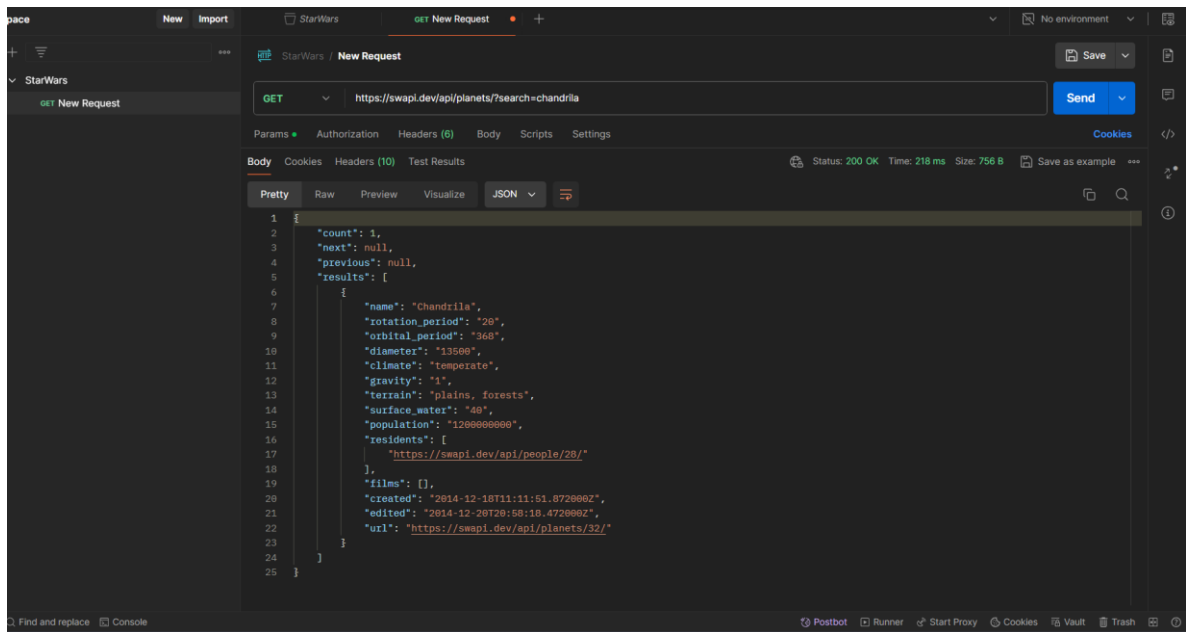 pace New Import StarWars GET New Request No environment
StarWars / New Request Save
StarWars
GET New Request
GET https://swapi.dev/api/planets/?search=chandrila Send
Params Authorization Headers (6) Body Scripts Settings Cookies
Body Cookies Headers (10) Test Results Status: 200 OK Time: 218 ms Size: 756 B Save as example
Pretty Raw Preview Visualize JSON
1 {
2 "count": 1,
3 "next": null,
4 "previous": null,
5 "results": [
6 {
7 "name": "Chandrila",
8 "rotation_period": "20",
9 "orbital_period": "368",
10 "diameter": "13500",
11 "climate": "temperate",
12 "gravity": "1",
13 "terrain": "plains, forests",
14 "surface_water": "40",
15 "population": "1200000000",
16 "residents": [
17 "https://swapi.dev/api/people/28/"
18 ],
19 "films": [],
20 "created": "2014-12-18T11:11:51.872000Z",
21 "edited": "2014-12-20T20:58:18.472000Z",
22 "url": "https://swapi.dev/api/planets/32/"
23 }
24 ]
25 }
Find and replace Console Postbot Runner Start Proxy Cookies Vault Trash